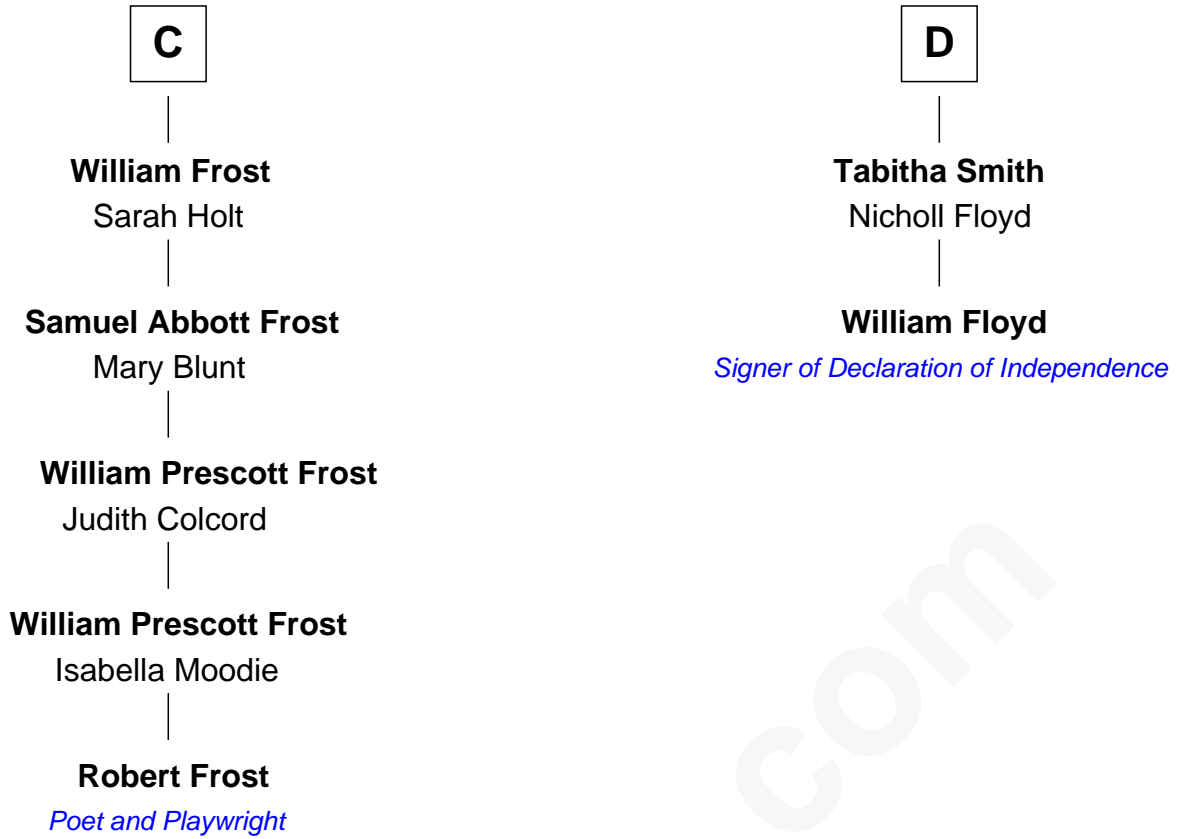 C
William Frost
Sarah Holt
Samuel Abbott Frost
Mary Blunt
William Prescott Frost
Judith Colcord
William Prescott Frost
Isabella Moodie
Robert Frost
Poet and Playwright
D
Tabitha Smith
Nicholl Floyd
William Floyd
Signer of Declaration of Independence
com